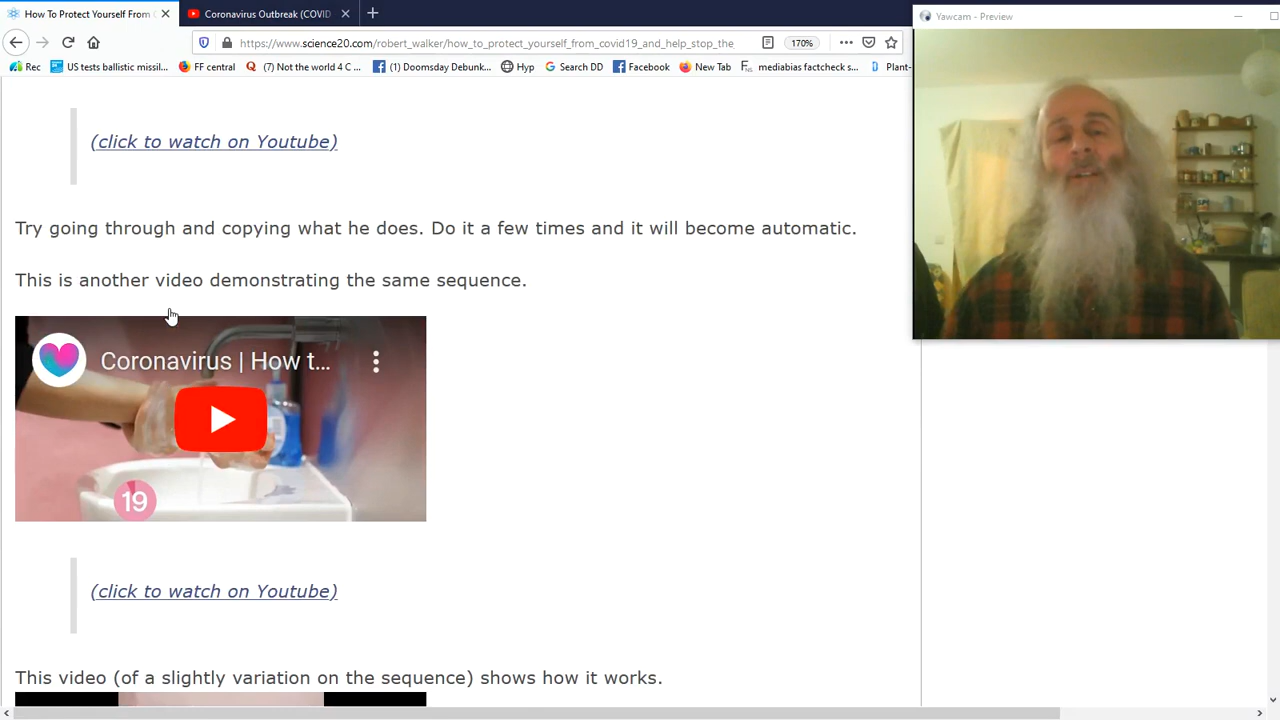 How To Protect Yourself From C
Coronavirus Outbreak (COVID
Yawcam - Preview
https://www.science20.com/robert_walker/how_to_protect_yourself_from_covid19_and_help_stop_the
170%
Rec
US tests ballistic missil...
FF central
(7) Not the world 4 C ...
(1) Doomsday Debunk...
Hyp
Search DD
Facebook
New Tab
mediabias factcheck s...
Plant-
(click to watch on Youtube)
Try going through and copying what he does. Do it a few times and it will become automatic.
This is another video demonstrating the same sequence.
Coronavirus | How t...
19
(click to watch on Youtube)
This video (of a slightly variation on the sequence) shows how it works.